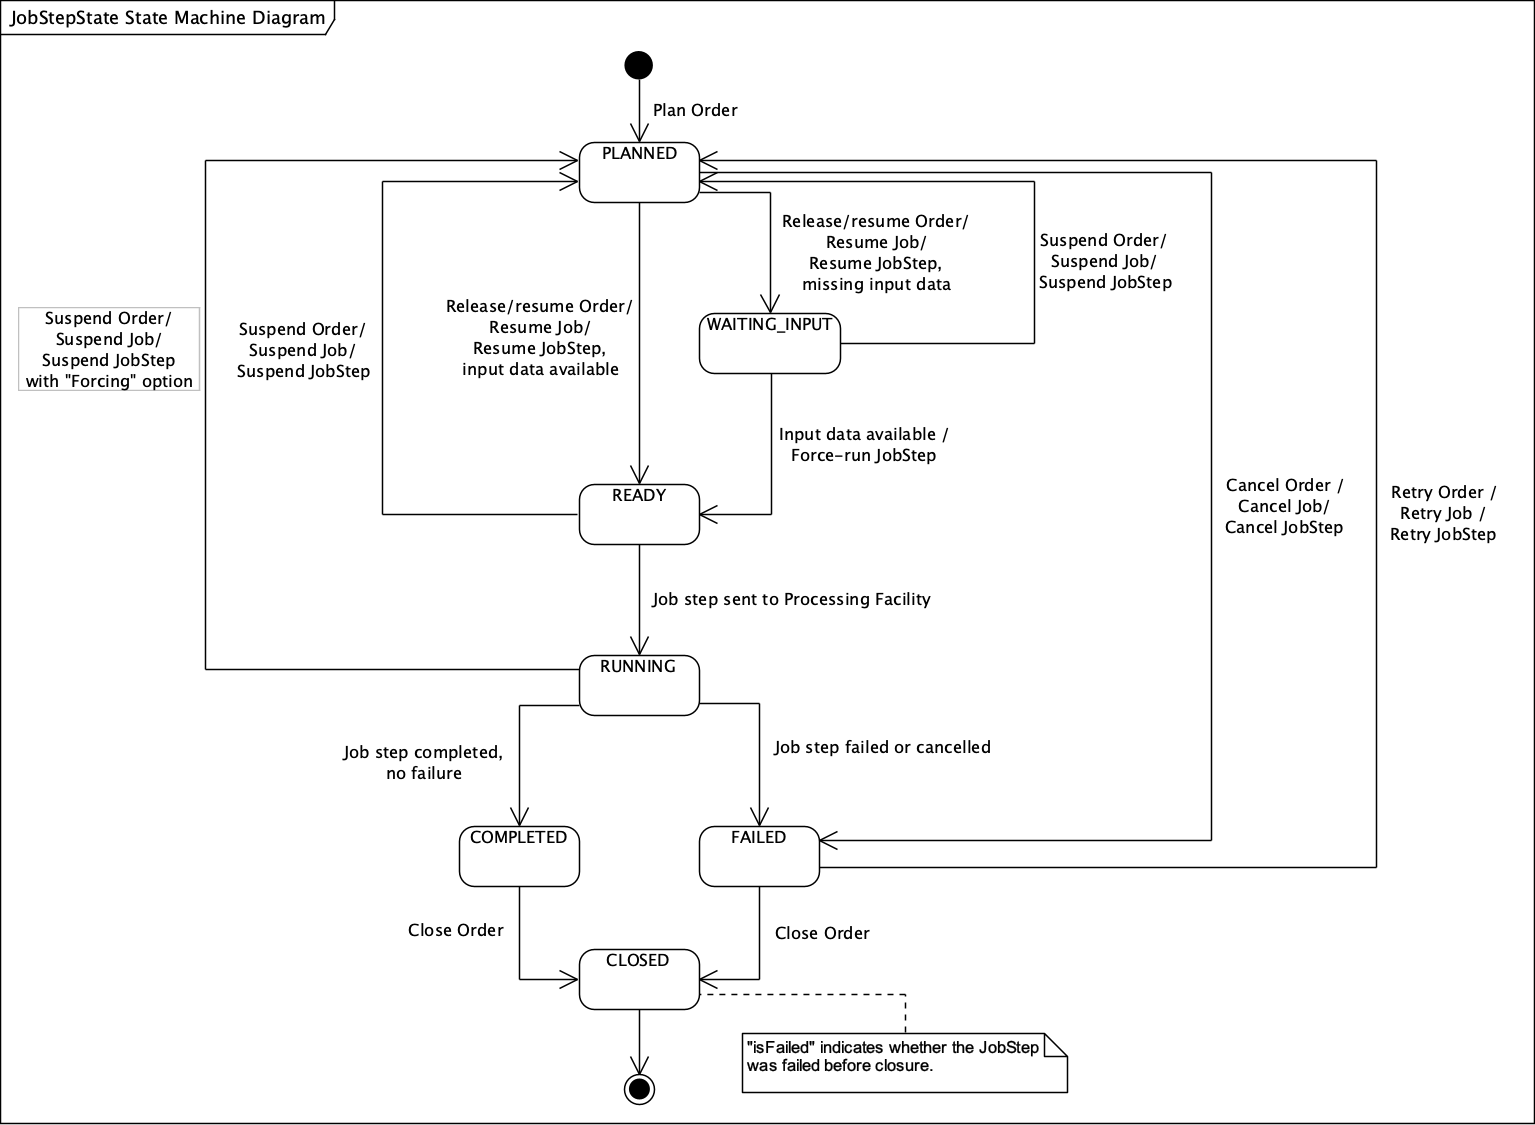 JobStepState State Machine Diagram
Plan Order
PLANNED
Release/resume Order/
Resume Job/
Resume JobStep,
missing input data
Suspend Order/
Suspend Job/
Suspend JobStep
Suspend Order/
Suspend Job/
Suspend JobStep
with "Forcing" option
Suspend Order/
Suspend Job/
Suspend JobStep
Release/resume Order/
Resume Job/
Resume JobStep,
input data available
WAITING_INPUT
Input data available /
Force-run JobStep
READY
Cancel Order /
Cancel Job/
Cancel JobStep
Retry Order /
Retry Job /
Retry JobStep
Job step sent to Processing Facility
RUNNING
Job step completed,
no failure
Job step failed or cancelled
COMPLETED
FAILED
Close Order
Close Order
CLOSED
"isFailed" indicates whether the JobStep
was failed before closure.